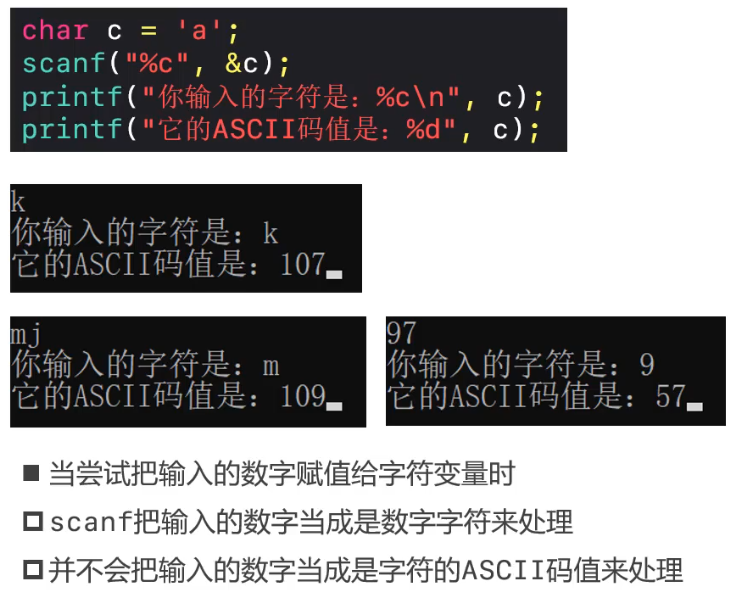 char c = 'a';
scanf("%c", &c);
printf("你输入的字符是：%c\n", c);
printf("它的ASCII码值是：%d", c);
k
你输入的字符是：k
它的ASCII码值是：107
mj
你输入的字符是：m
它的ASCII码值是：109
97
你输入的字符是：9
它的ASCII码值是：57
当尝试把输入的数字赋值给字符变量时
scanf把输入的数字当成是数字字符来处理
并不会把输入的数字当成是字符的ASCII码值来处理